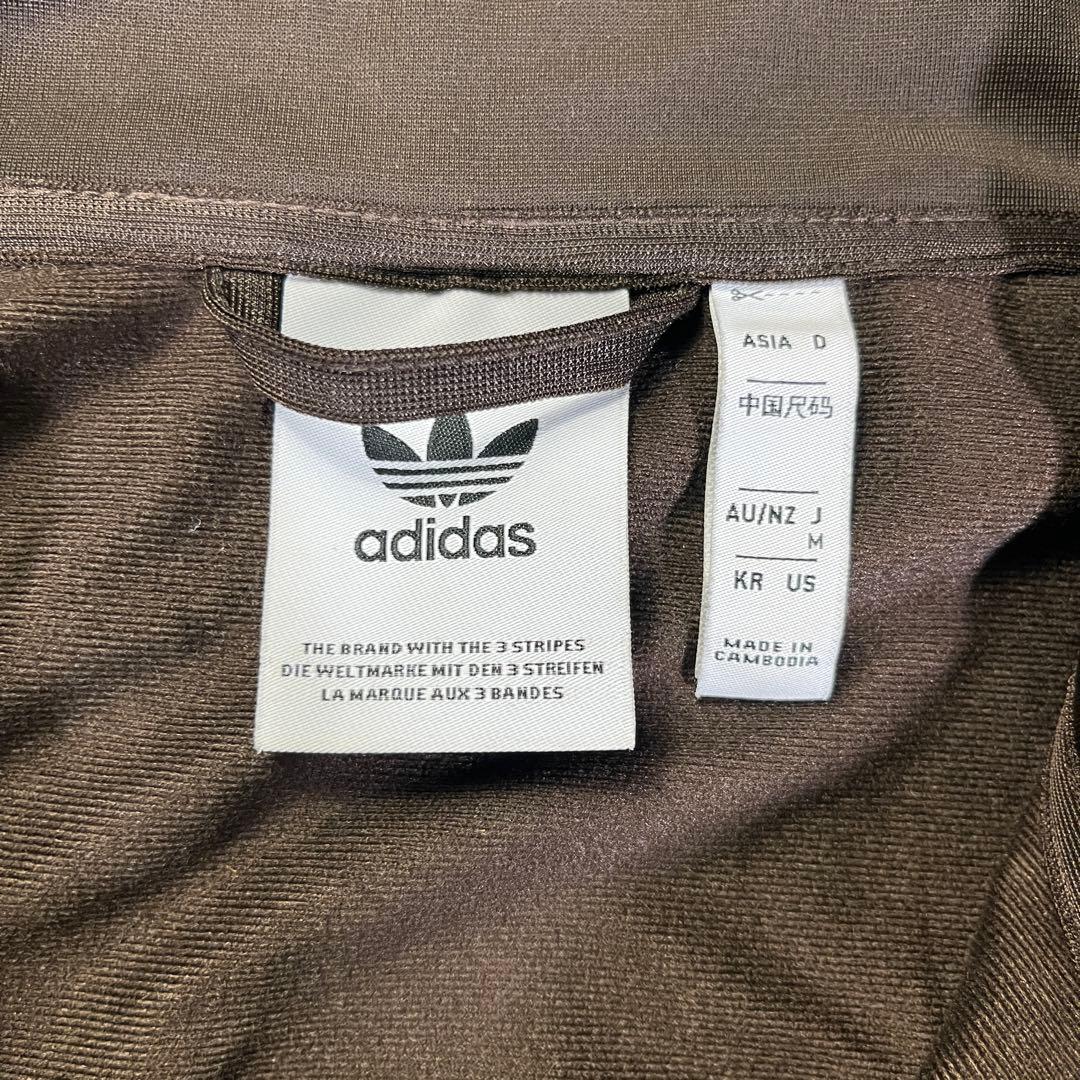 adidas
THE BRAND WITH THE 3 STRIPES
DIE WELTMARKE MIT DEN 3 STREIFEN
LA MARQUE AUX 3 BANDES
ASIA D
中国尺码
AU/NZ J
M
KR US
MADE IN
CAMBODIA